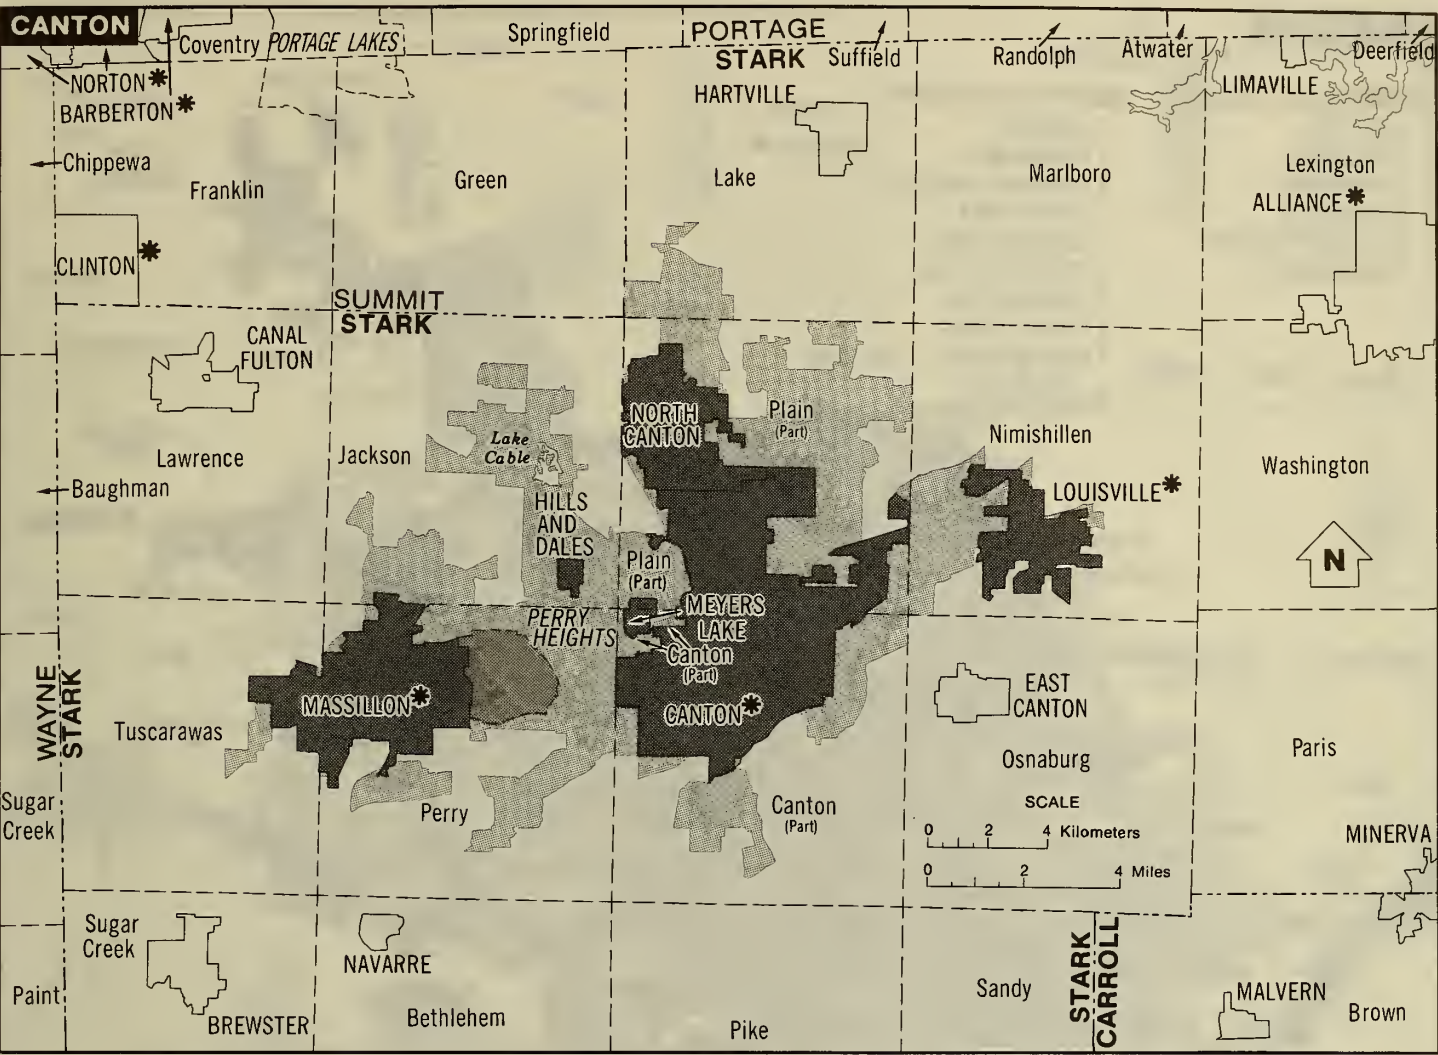 CANTON
Coventry
PORTAGE LAKES
Springfield
PORTAGE
STARK
Suffield
Randolph
Atwater
Deerfield
NORTON*
BARBERTON*
HARTVILLE
LIMAVILLE
Chippewa
Franklin
Green
Lake
Marlboro
Lexington
ALLIANCE*
CLINTON*
SUMMIT
STARK
CANAL
FULTON
NORTH
CANTON
Plain
(Part)
Nimishillen
Lake
Cable
Lawrence
Jackson
Washington
Baughman
LOUISVILLE*
HILLS
AND
DALES
Plain
(Part)
N
PERRY
HEIGHTS
MEYERS
LAKE
Canton
(Part)
WAYNE
STARK
MASSILLON*
CANTON*
EAST
CANTON
Tuscarawas
Paris
Osnaburg
Sugar
Creek
Perry
Canton
(Part)
SCALE
0 2 4 Kilometers
0 2 4 Miles
MINERVA
Sugar
Creek
NAVARRE
STARK
CARROLL
Paint
BREWSTER
Bethlehem
Pike
Sandy
MALVERN
Brown